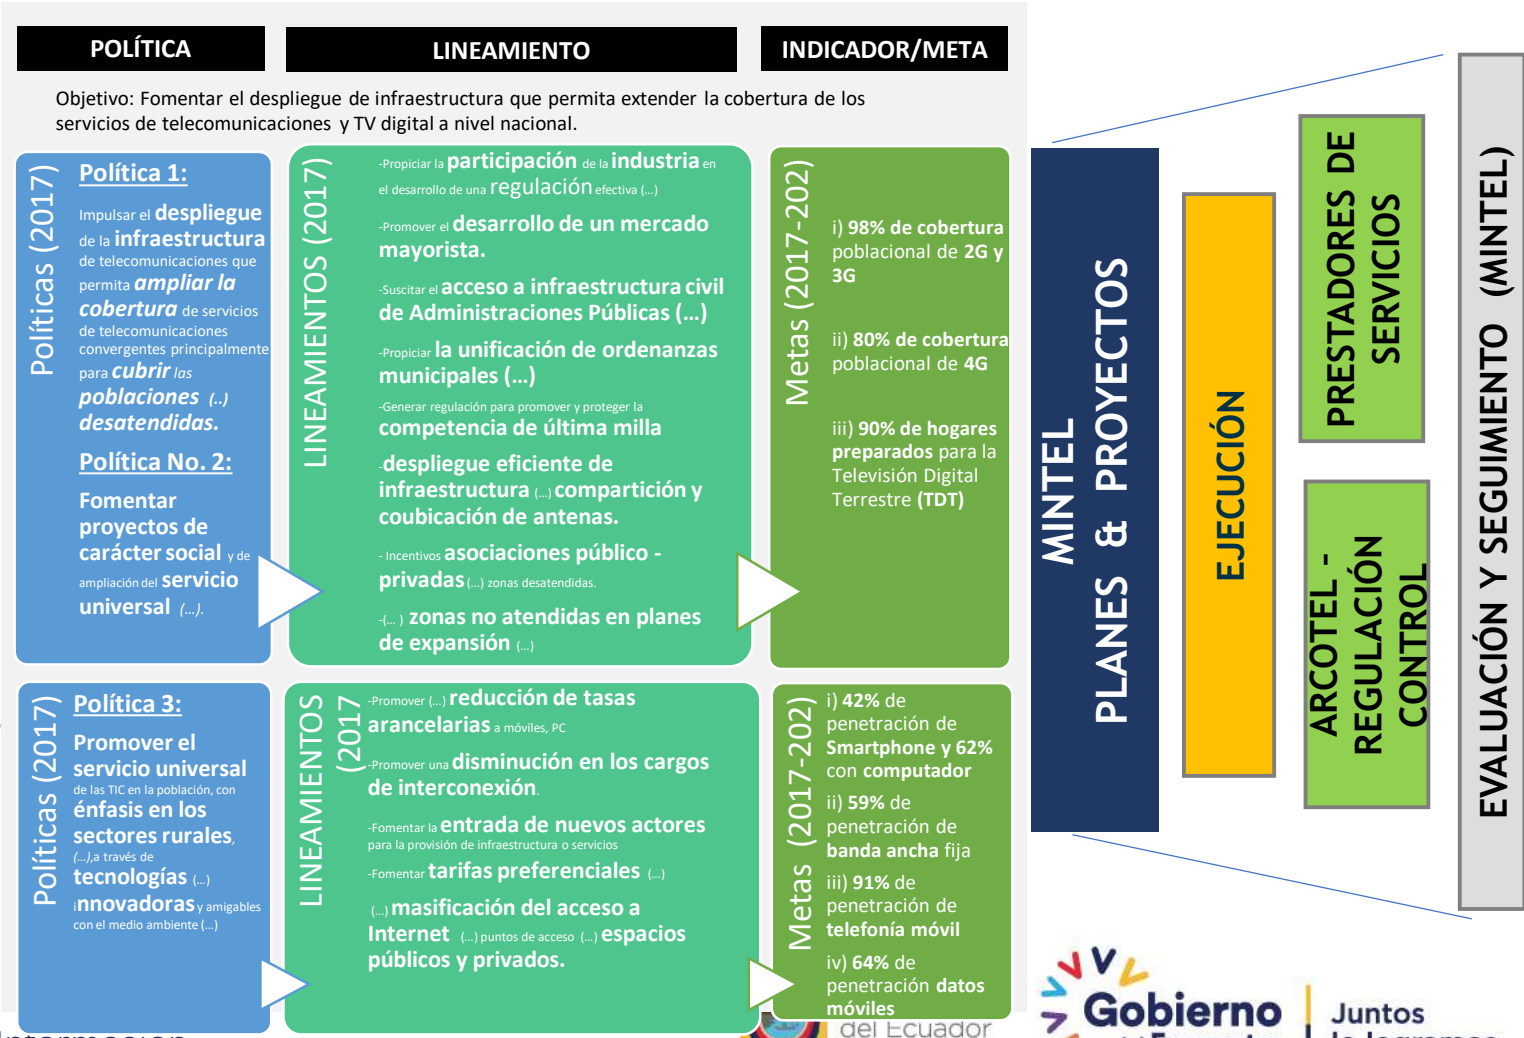 POLÍTICA
LINEAMIENTO
INDICADOR/META
Objetivo: Fomentar el despliegue de infraestructura que permita extender la cobertura de los
servicios de telecomunicaciones y TV digital a nivel nacional.
Políticas (2017)
Política 1:
Impulsar el despliegue
de la infraestructura
de telecomunicaciones que
permita ampliar la
cobertura de servicios
de telecomunicaciones
convergentes principalmente
para cubrir las
poblaciones (..)
desatendidas.
Política No. 2:
Fomentar
proyectos de
carácter social y de
ampliación del servicio
universal (...).
LINEAMIENTOS (2017)
-Propiciar la participación de la industria en
el desarrollo de una regulación efectiva (...)
-Promover el desarrollo de un mercado
mayorista.
-Suscitar el acceso a infraestructura civil
de Administraciones Públicas (...)
-Propiciar la unificación de ordenanzas
municipales (...)
-Generar regulación para promover y proteger la
competencia de última milla
-despliegue eficiente de
infraestructura (...) compartición y
coubicación de antenas.
- Incentivos asociaciones público -
privadas (...) zonas desatendidas.
-(... ) zonas no atendidas en planes
de expansión (...)
Metas (2017-202)
i) 98% de cobertura
poblacional de 2G y
3G
ii) 80% de cobertura
poblacional de 4G
iii) 90% de hogares
preparados para la
Televisión Digital
Terrestre (TDT)
Políticas (2017)
Política 3:
Promover el
servicio universal
de las TIC en la población, con
énfasis en los
sectores rurales,
(...),a través de
tecnologías (...)
innovadoras y amigables
con el medio ambiente (...)
LINEAMIENTOS
(2017
-Promover (...) reducción de tasas
arancelarias a móviles, PC
-Promover una disminución en los cargos
de interconexión.
-Fomentar la entrada de nuevos actores
para la provisión de infraestructura o servicios
-Fomentar tarifas preferenciales (...)
(...) masificación del acceso a
Internet (...) puntos de acceso (...) espacios
públicos y privados.
Metas (2017-202)
i) 42% de
penetración de
Smartphone y 62%
con computador
ii) 59% de
penetración de
banda ancha fija
iii) 91% de
penetración de
telefonía móvil
iv) 64% de
penetración datos
móviles
MINTEL
PLANES & PROYECTOS
EJECUCIÓN
PRESTADORES DE
SERVICIOS
ARCOTEL -
REGULACIÓN
CONTROL
EVALUACIÓN Y SEGUIMIENTO (MINTEL)
del Ecuador
Gobierno
Juntos